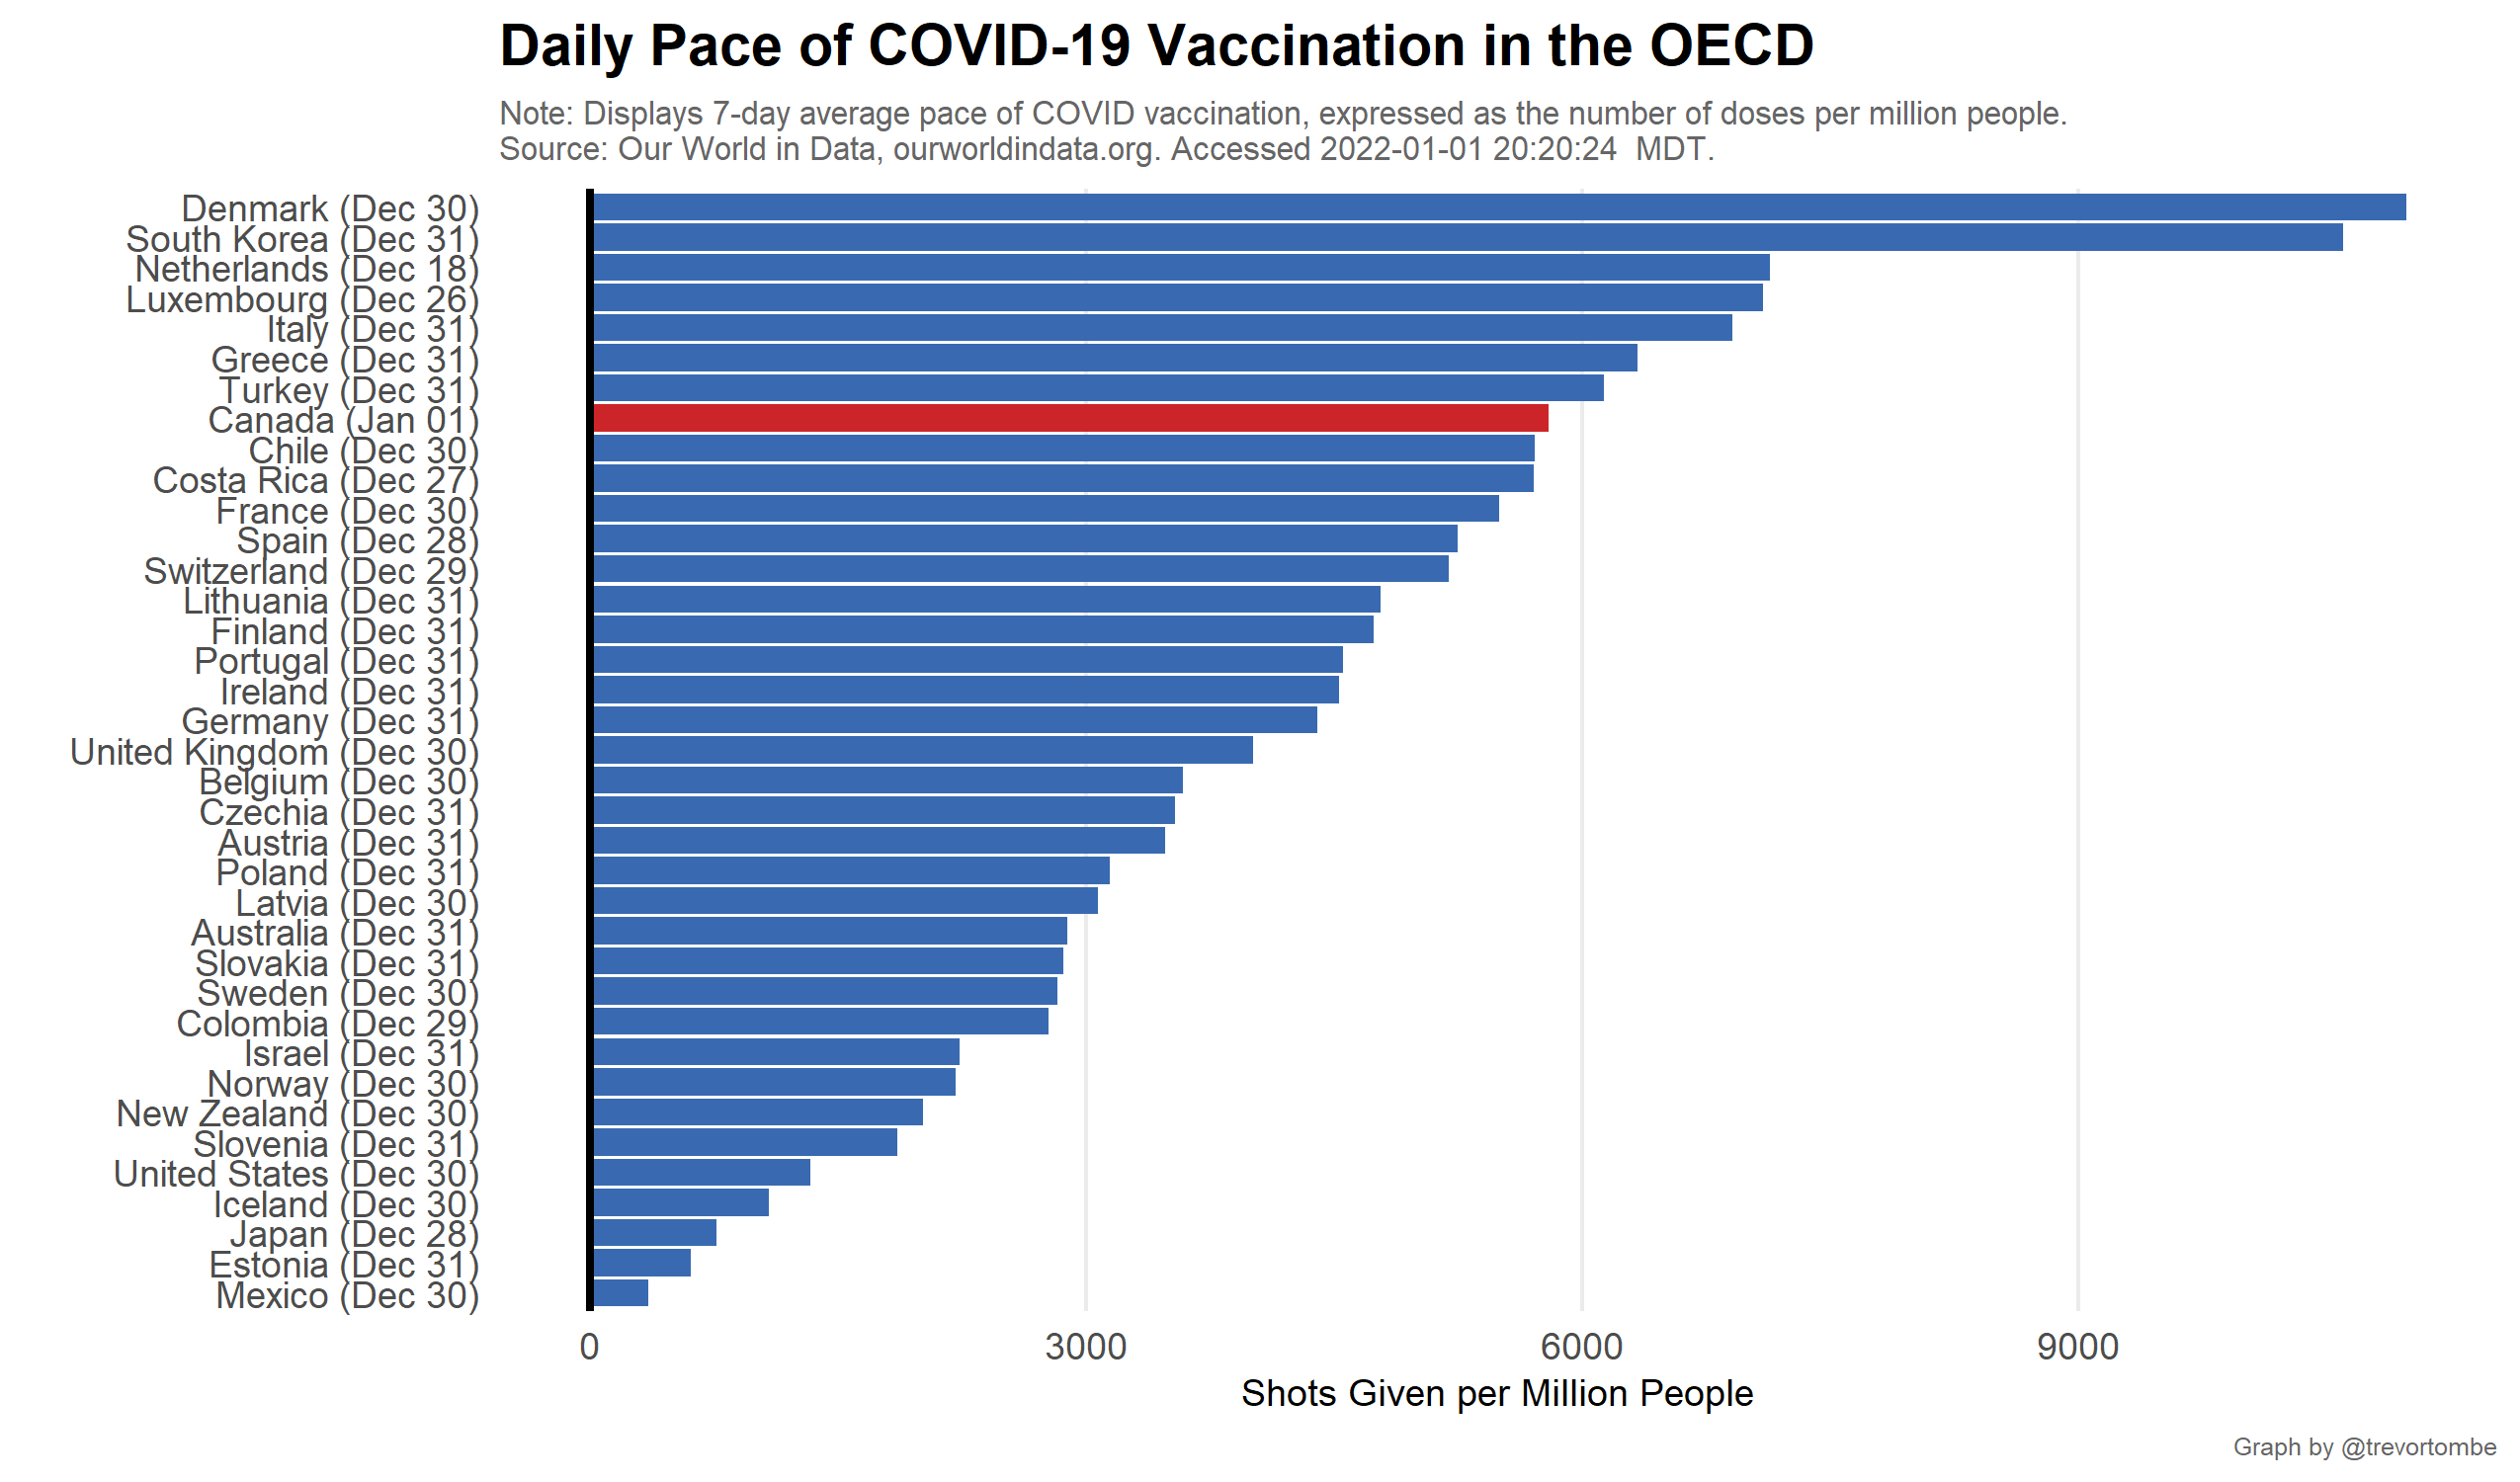 Daily Pace of COVID-19 Vaccination in the OECD
Note: Displays 7-day average pace of COVID vaccination, expressed as the number of doses per million people.
Source: Our World in Data, ourworldindata.org. Accessed 2022-01-01 20:20:24  MDT.
Denmark (Dec 30)
South Korea (Dec 31)
Netherlands (Dec 18)
Luxembourg (Dec 26)
Italy (Dec 31)
Greece (Dec 31)
Turkey (Dec 31)
Canada (Jan 01)
Chile (Dec 30)
Costa Rica (Dec 27)
France (Dec 30)
Spain (Dec 28)
Switzerland (Dec 29)
Lithuania (Dec 31)
Finland (Dec 31)
Portugal (Dec 31)
Ireland (Dec 31)
Germany (Dec 31)
United Kingdom (Dec 30)
Belgium (Dec 30)
Czechia (Dec 31)
Austria (Dec 31)
Poland (Dec 31)
Latvia (Dec 30)
Australia (Dec 31)
Slovakia (Dec 31)
Sweden (Dec 30)
Colombia (Dec 29)
Israel (Dec 31)
Norway (Dec 30)
New Zealand (Dec 30)
Slovenia (Dec 31)
United States (Dec 30)
Iceland (Dec 30)
Japan (Dec 28)
Estonia (Dec 31)
Mexico (Dec 30)
0 3000 6000 9000
Shots Given per Million People
Graph by @trevortombe